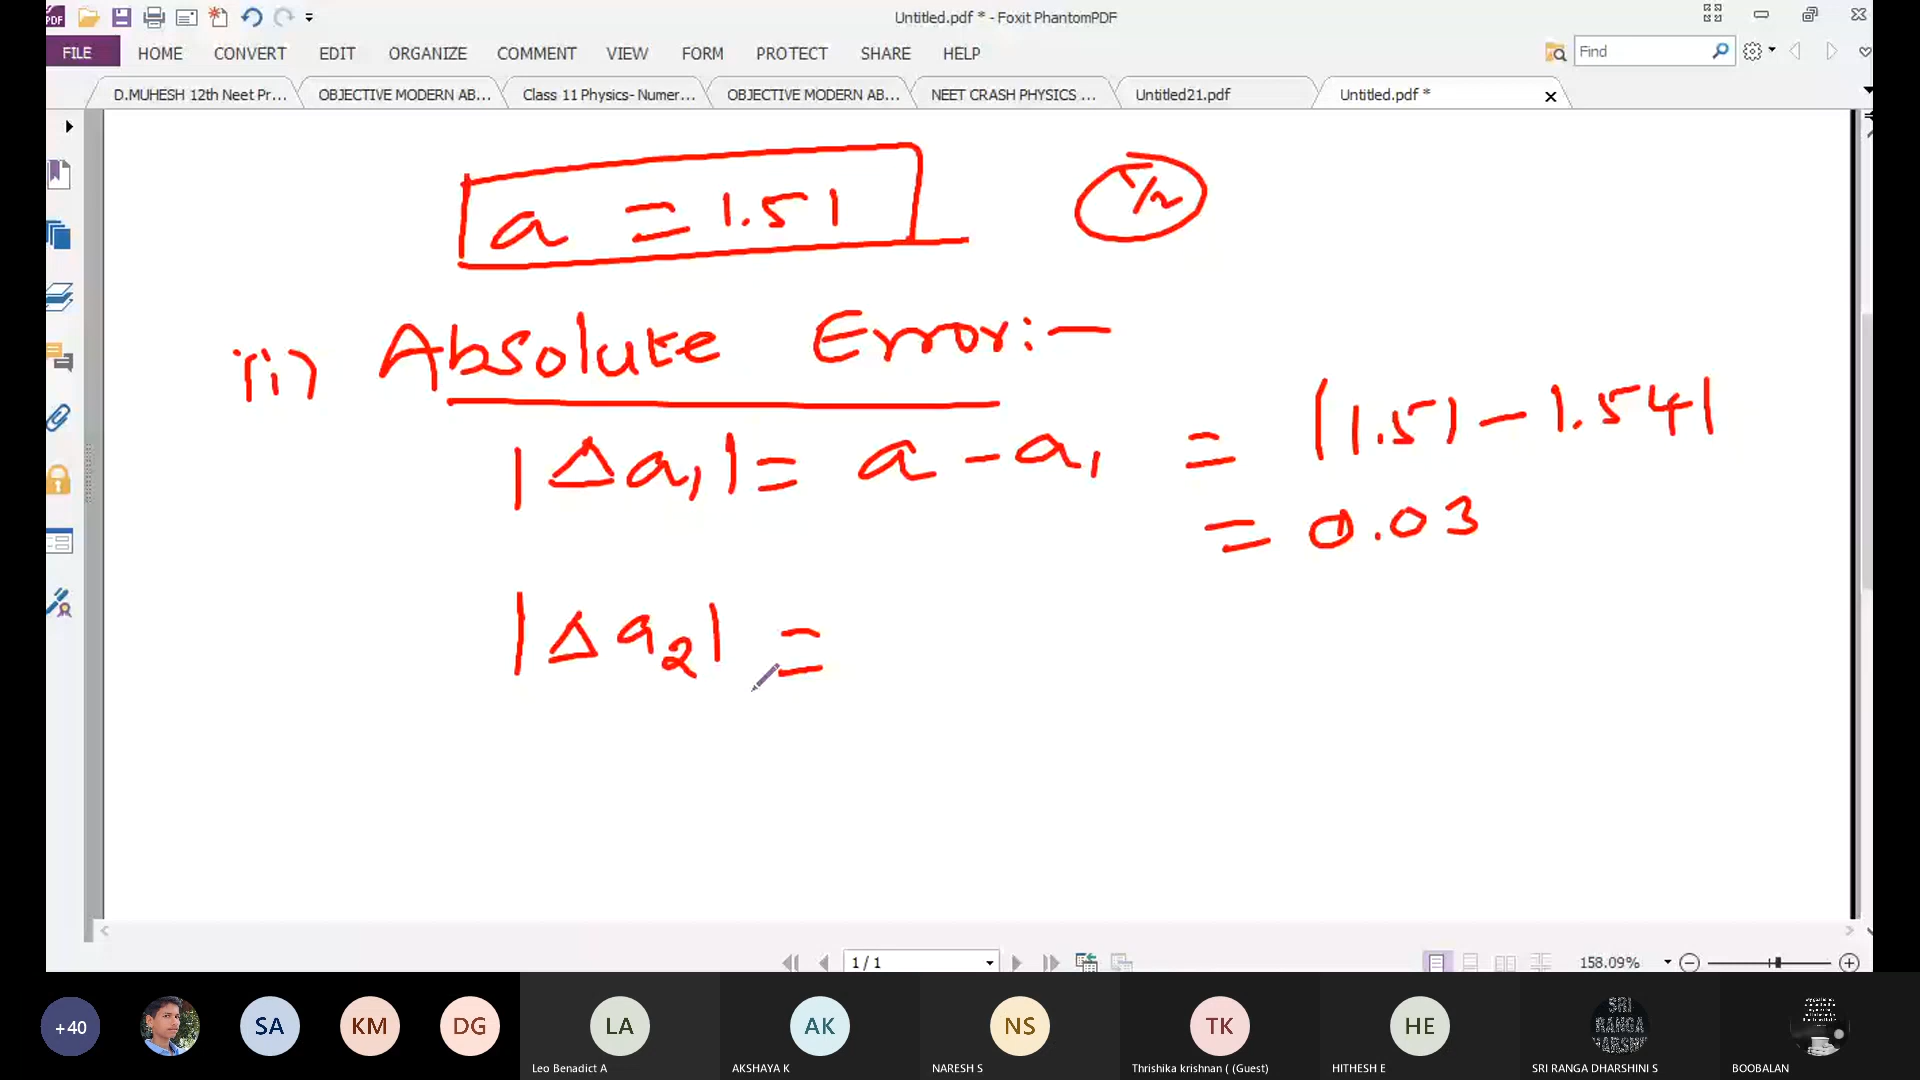 Untitled.pdf * - Foxit PhantomPDF
FILE HOME CONVERT EDIT ORGANIZE COMMENT VIEW FORM PROTECT SHARE HELP Find
D.MUHESH 12th Neet Pr... OBJECTIVE MODERN AB... Class 11 Physics- Numer... OBJECTIVE MODERN AB... NEET CRASH PHYSICS ... Untitled21.pdf Untitled.pdf *
a = 1.51
ii) Absolute Error:-
|Δa₁| = a - a₁ = |1.51 - 1.54|
= 0.03
|Δa₂| =
1 / 1 158.09%
+40 SA KM DG LA AK NS TK HE SRI RANGA
Leo Benadict A AKSHAYA K NARESH S Thrishika krishnan ( (Guest) HITHESH E SRI RANGA DHARSHINI S BOOBALAN